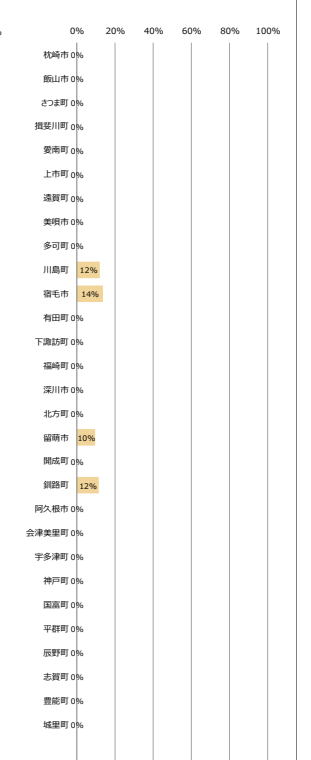 0% 20% 40% 60% 80% 100%
枕崎市 0%
飯山市 0%
さつま町 0%
揖斐川町 0%
愛南町 0%
上市町 0%
遠賀町 0%
美唄市 0%
多可町 0%
川島町 12%
宿毛市 14%
有田町 0%
下諏訪町 0%
福崎町 0%
深川市 0%
北方町 0%
留萌市 10%
開成町 0%
釧路町 12%
阿久根市 0%
会津美里町 0%
宇多津町 0%
神戸町 0%
国富町 0%
平群町 0%
辰野町 0%
志賀町 0%
豊能町 0%
城里町 0%